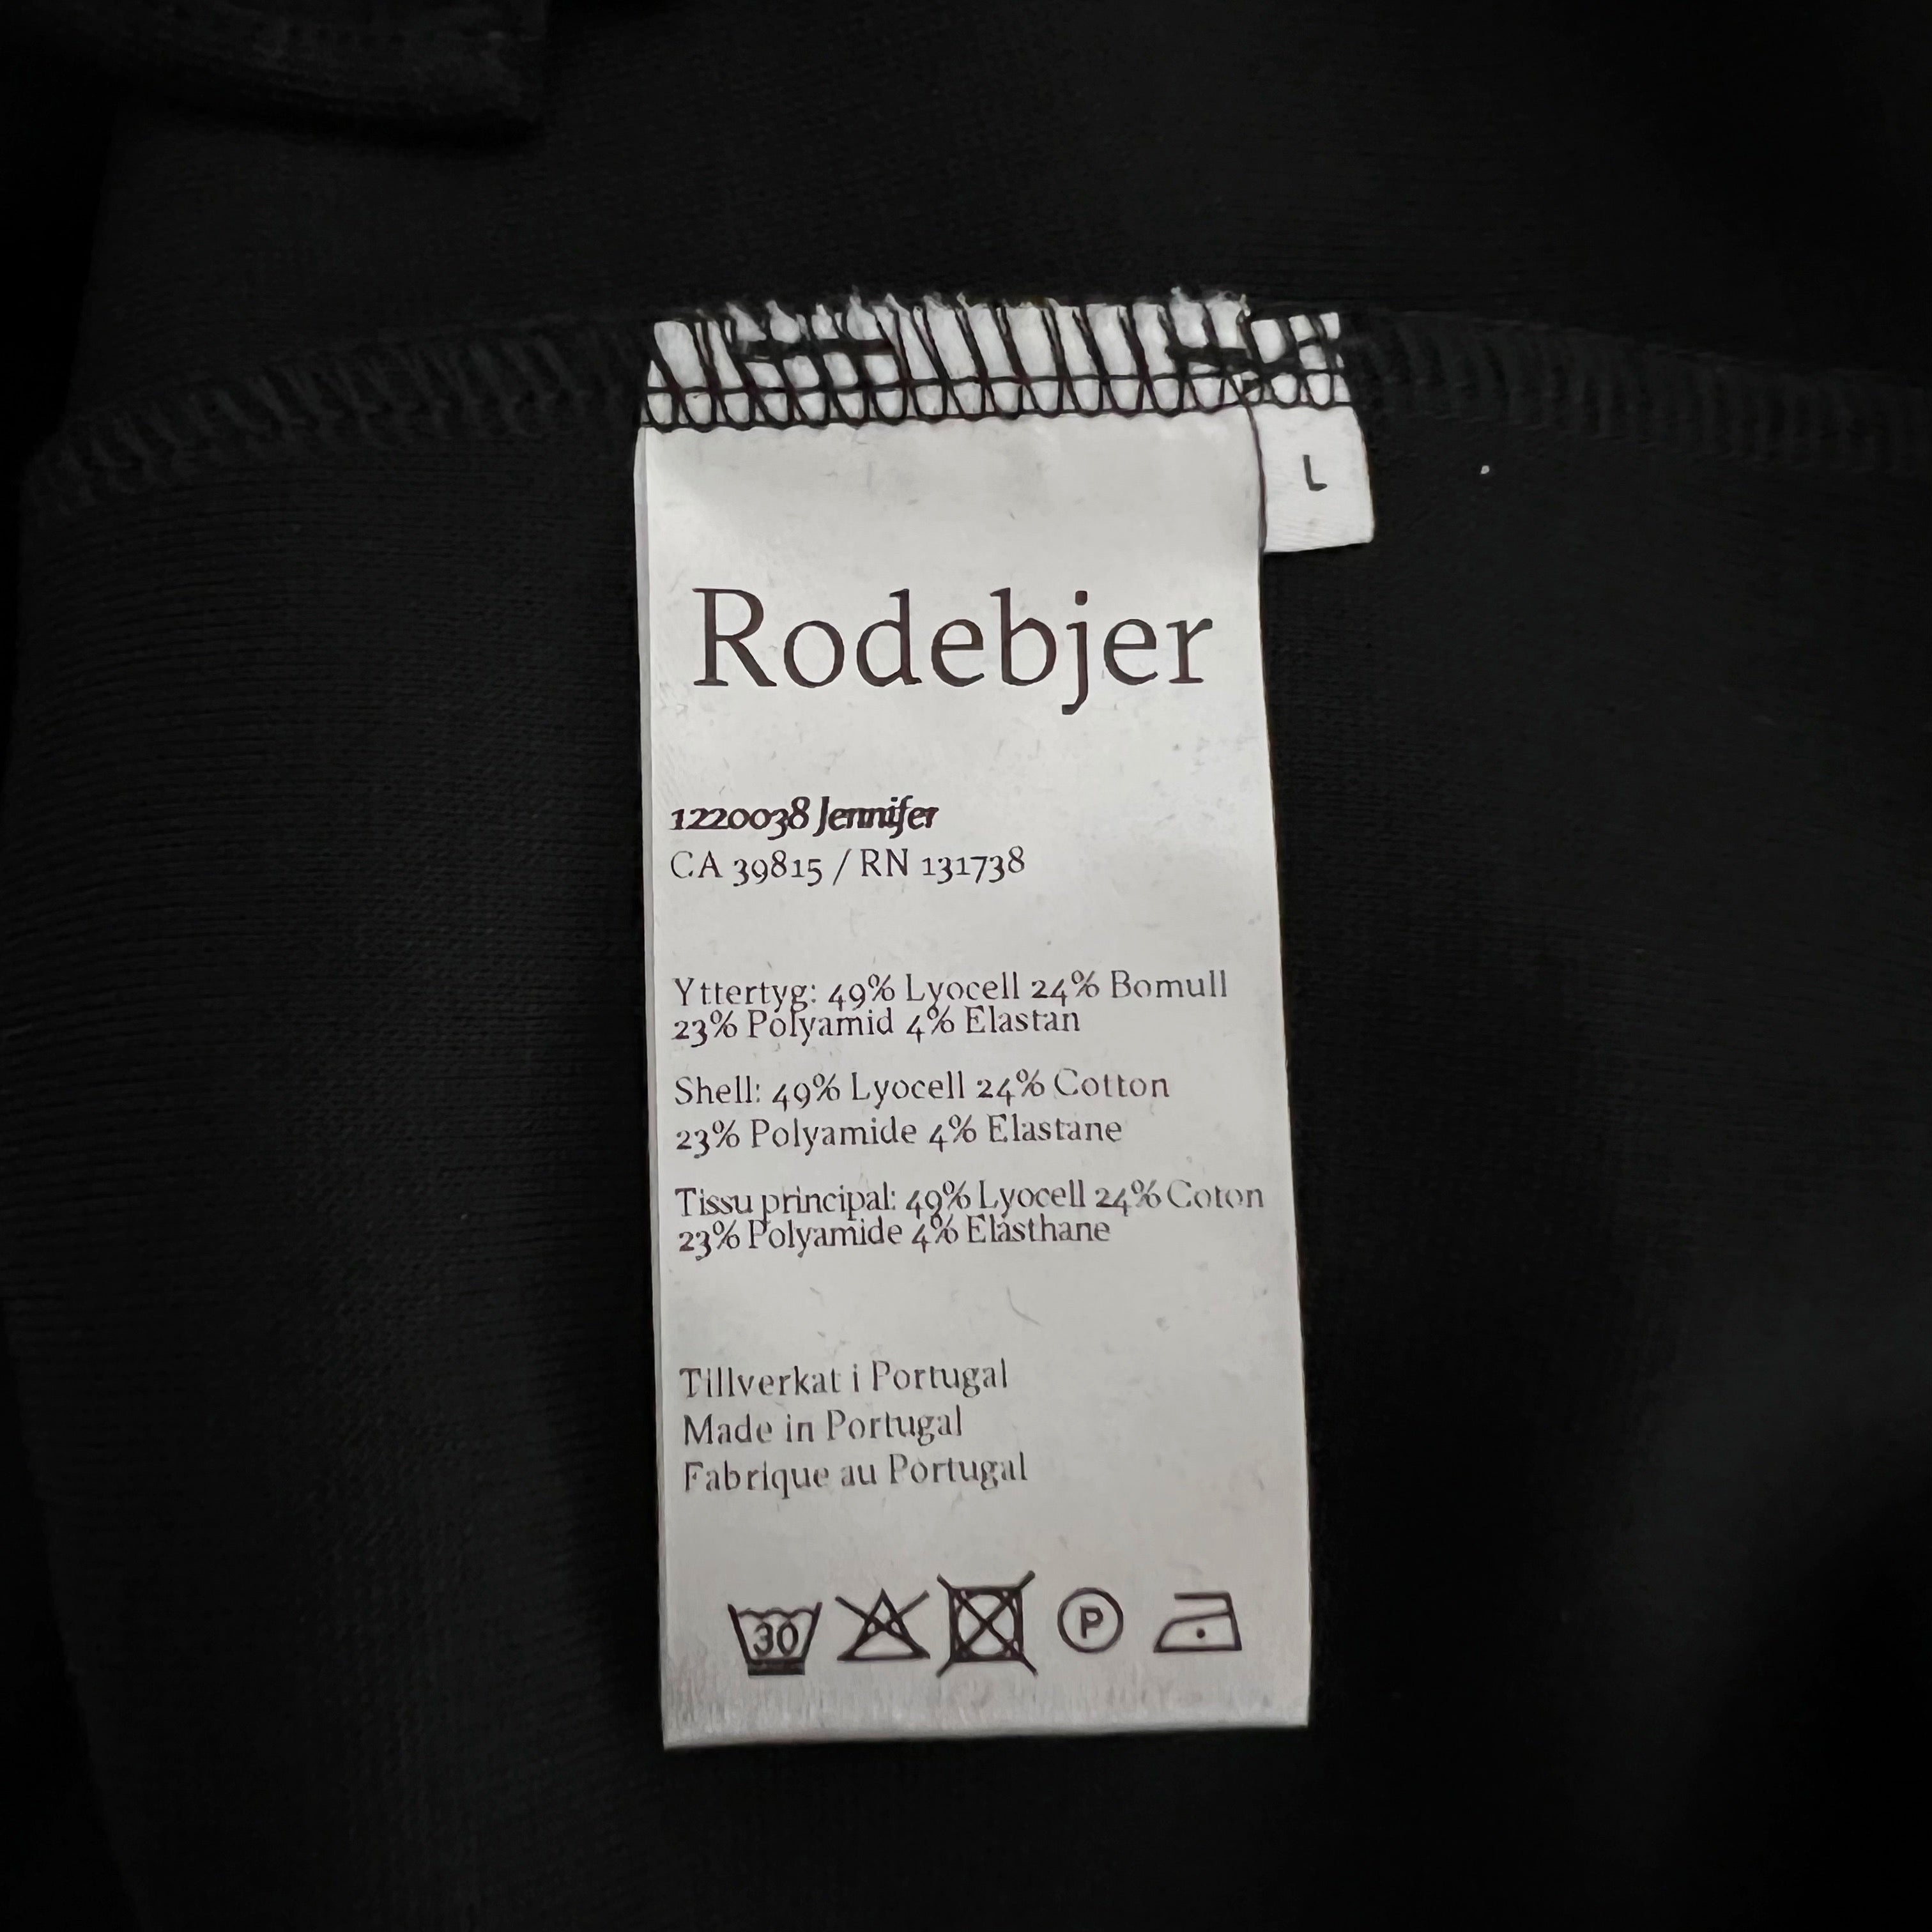 L
Rodebjer
1220038 Jennifer
CA 39815 / RN 131738
Yttertyg: 49% Lyocell 24% Bomull
23% Polyamid 4% Elastan
Shell: 49% Lyocell 24% Cotton
23% Polyamide 4% Elastane
Tissu principal: 49% Lyocell 24% Coton
23% Polyamide 4% Elasthane
Tillverkat i Portugal
Made in Portugal
Fabrique au Portugal
30 P